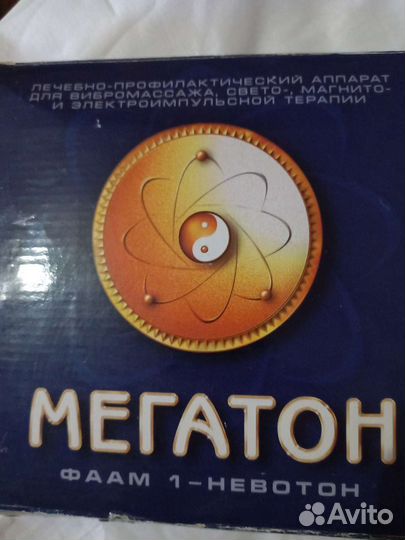 ЛЕЧЕБНО-ПРОФИЛАКТИЧЕСКИЙ АППАРАТ
ДЛЯ ВИБРОМАССАЖА, СВЕТО-, МАГНИТО-
И ЭЛЕКТРОИМПУЛЬСНОЙ ТЕРАПИИ
МЕГАТОН
ФААМ 1-НЕВОТОН
Avito